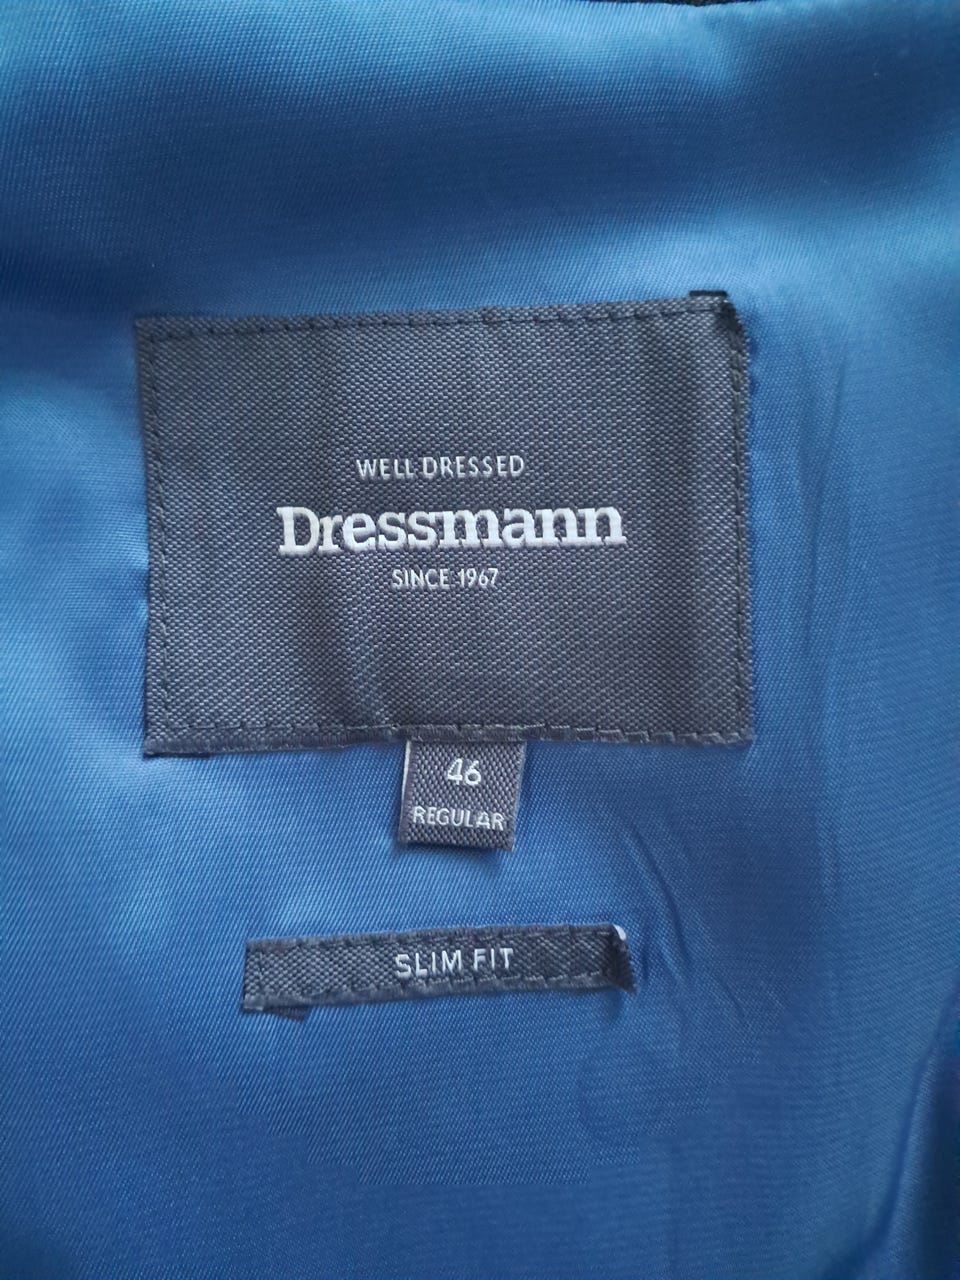 WELL DRESSED
Dressmann
SINCE 1967
46
REGULAR
SLIM FIT